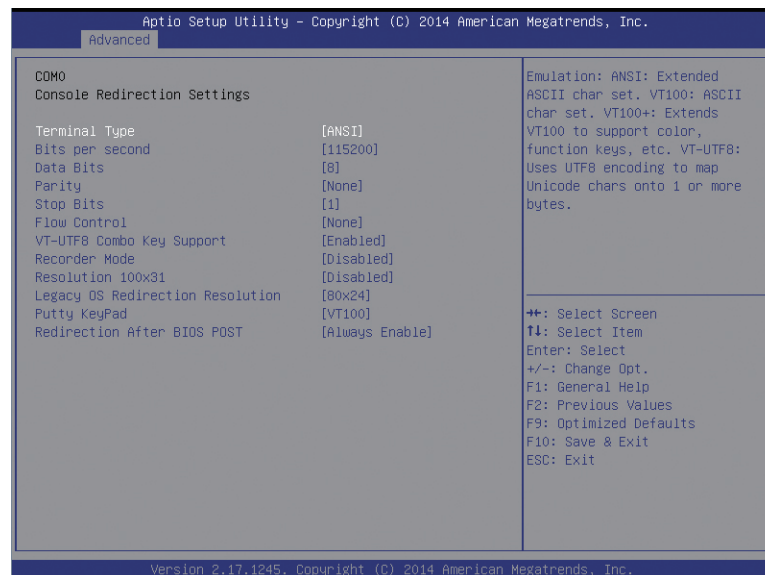 Aptio Setup Utility – Copyright (C) 2014 American Megatrends, Inc.
Advanced
COM0
Console Redirection Settings
Terminal Type [ANSI]
Bits per second [115200]
Data Bits [8]
Parity [None]
Stop Bits [1]
Flow Control [None]
VT-UTF8 Combo Key Support [Enabled]
Recorder Mode [Disabled]
Resolution 100x31 [Disabled]
Legacy OS Redirection Resolution [80x24]
Putty KeyPad [VT100]
Redirection After BIOS POST [Always Enable]
Emulation: ANSI: Extended
ASCII char set. VT100: ASCII
char set. VT100+: Extends
VT100 to support color,
function keys, etc. VT-UTF8:
Uses UTF8 encoding to map
Unicode chars onto 1 or more
bytes.
→←: Select Screen
↑↓: Select Item
Enter: Select
+/-: Change Opt.
F1: General Help
F2: Previous Values
F9: Optimized Defaults
F10: Save & Exit
ESC: Exit
Version 2.17.1245. Copyright (C) 2014 American Megatrends, Inc.